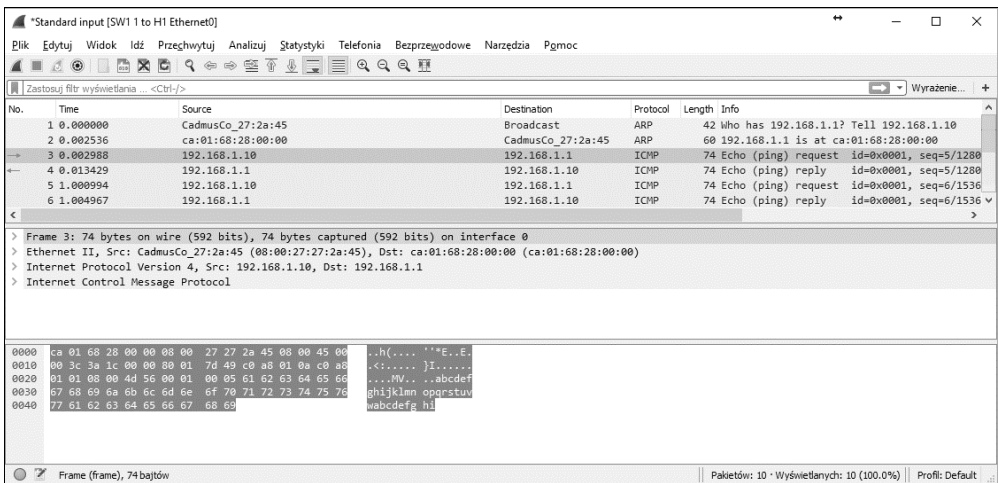 *Standard input [SW1 1 to H1 Ethernet0]
Plik Edytuj Widok Idź Przechwytuj Analizuj Statystyki Telefonia Bezprzewodowe Narzędzia Pomoc
Zastosuj filtr wyświetlania ... <Ctrl-/> Wyrażenie... +
No. Time Source Destination Protocol Length Info
1 0.000000 CadmusCo_27:2a:45 Broadcast ARP 42 Who has 192.168.1.1? Tell 192.168.1.10
2 0.002536 ca:01:68:28:00:00 CadmusCo_27:2a:45 ARP 60 192.168.1.1 is at ca:01:68:28:00:00
3 0.002988 192.168.1.10 192.168.1.1 ICMP 74 Echo (ping) request id=0x0001, seq=5/1280
4 0.013429 192.168.1.1 192.168.1.10 ICMP 74 Echo (ping) reply id=0x0001, seq=5/1280
5 1.000994 192.168.1.10 192.168.1.1 ICMP 74 Echo (ping) request id=0x0001, seq=6/1536
6 1.004967 192.168.1.1 192.168.1.10 ICMP 74 Echo (ping) reply id=0x0001, seq=6/1536
> Frame 3: 74 bytes on wire (592 bits), 74 bytes captured (592 bits) on interface 0
> Ethernet II, Src: CadmusCo_27:2a:45 (08:00:27:27:2a:45), Dst: ca:01:68:28:00:00 (ca:01:68:28:00:00)
> Internet Protocol Version 4, Src: 192.168.1.10, Dst: 192.168.1.1
> Internet Control Message Protocol
0000 ca 01 68 28 00 00 08 00 27 27 2a 45 08 00 45 00 ..h(.... ''*E..E.
0010 00 3c 3a 1c 00 00 80 01 7d 49 c0 a8 01 0a c0 a8 .<:..... }I......
0020 01 01 08 00 4d 56 00 01 00 05 61 62 63 64 65 66 ....MV.. ..abcdef
0030 67 68 69 6a 6b 6c 6d 6e 6f 70 71 72 73 74 75 76 ghijklmn opqrstuv
0040 77 61 62 63 64 65 66 67 68 69 wabcdefg hi
Frame (frame), 74 bajtów Pakietów: 10 · Wyświetlanych: 10 (100.0%) Profil: Default